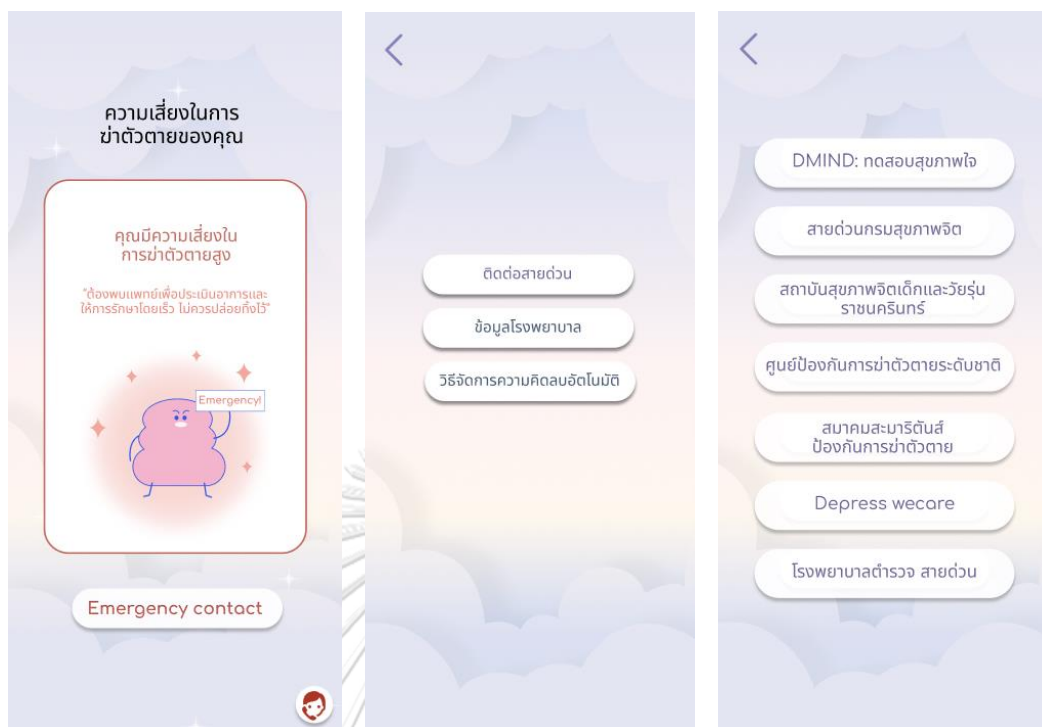 ความเสี่ยงในการ
ฆ่าตัวตายของคุณ
คุณมีความเสี่ยงใน
การฆ่าตัวตายสูง
"ต้องพบแพทย์เพื่อประเมินอาการและ
ให้การรักษาโดยเร็ว ไม่ควรปล่อยทิ้งไว้"
Emergency!
Emergency contact
ติดต่อสายด่วน
ข้อมูลโรงพยาบาล
วิธีจัดการความคิดลบอัตโนมัติ
DMIND: ทดสอบสุขภาพใจ
สายด่วนกรมสุขภาพจิต
สถาบันสุขภาพจิตเด็กและวัยรุ่น
ราชนครินทร์
ศูนย์ป้องกันการฆ่าตัวตายระดับชาติ
สมาคมสะมาริตันส์
ป้องกันการฆ่าตัวตาย
Depress wecare
โรงพยาบาลตำรวจ สายด่วน